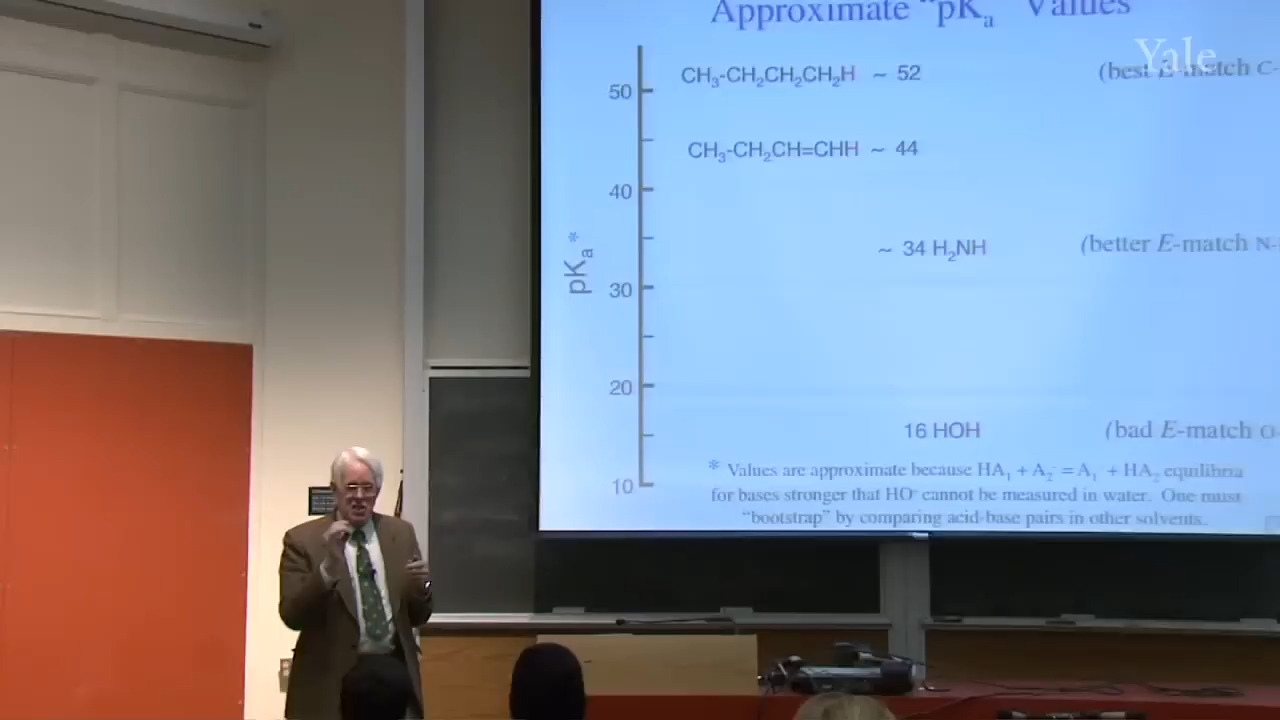 Approximate "pKa" Values
Yale
50
CH3-CH2CH2CH2H ~ 52
(best E-match C-
CH3-CH2CH=CHH ~ 44
40
~ 34 H2NH
(better E-match N-
pKa*
30
20
16 HOH
(bad E-match O-
* Values are approximate because HA1 + A2- = A1- + HA2 equilibria
10
for bases stronger that HO- cannot be measured in water. One must
"bootstrap" by comparing acid-base pairs in other solvents.